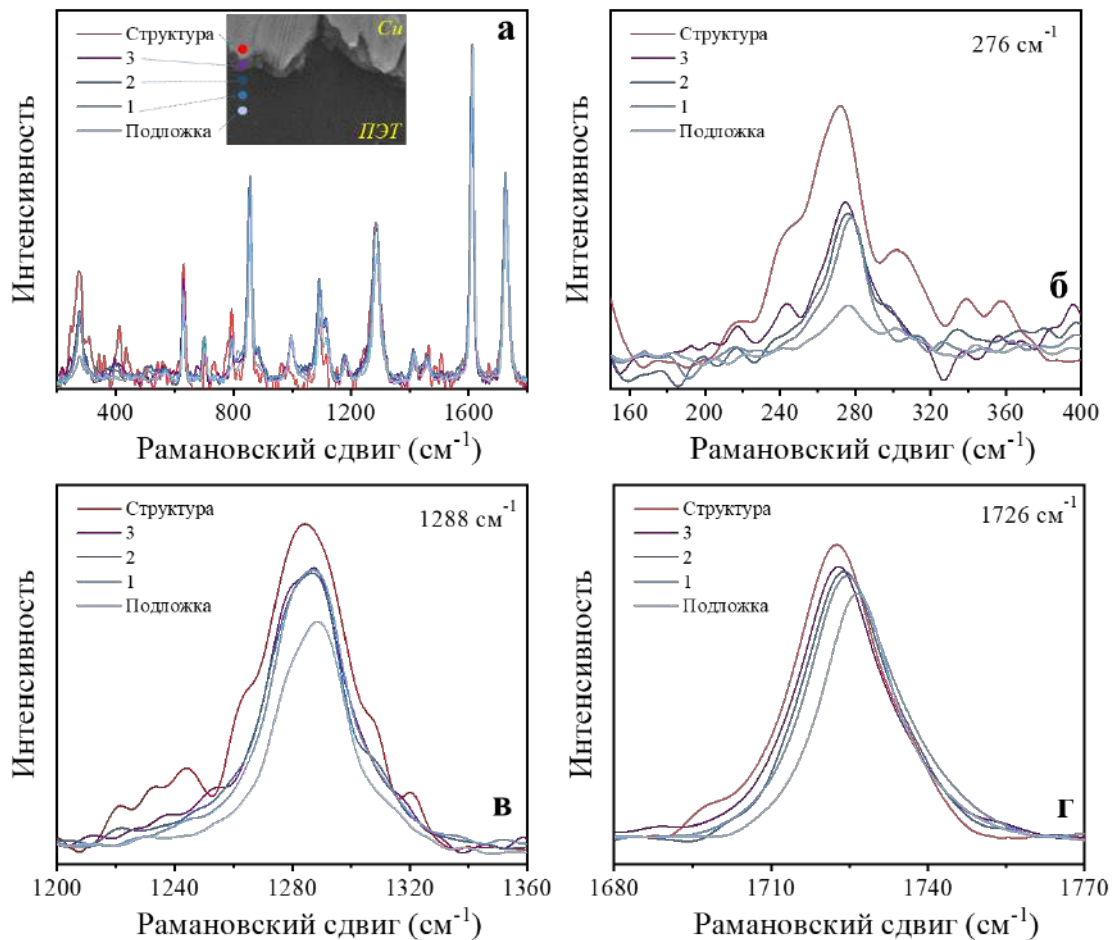 а
Структура
3
2
1
Подложка
Cu
ПЭТ
Интенсивность
400
800
1200
1600
Рамановский сдвиг (см⁻¹)
276 см⁻¹
Структура
3
2
1
Подложка
б
Интенсивность
160
200
240
280
320
360
400
Рамановский сдвиг (см⁻¹)
1288 см⁻¹
Структура
3
2
1
Подложка
в
Интенсивность
1200
1240
1280
1320
1360
Рамановский сдвиг (см⁻¹)
1726 см⁻¹
Структура
3
2
1
Подложка
г
Интенсивность
1680
1710
1740
1770
Рамановский сдвиг (см⁻¹)